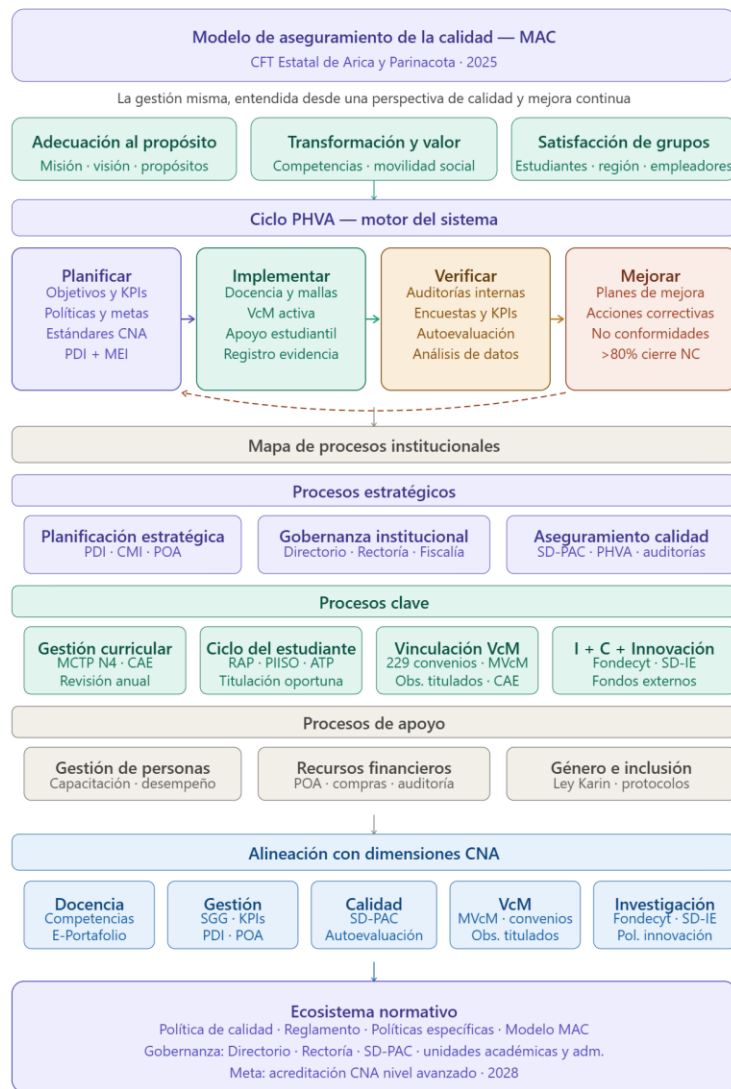 Modelo de aseguramiento de la calidad — MAC
CFT Estatal de Arica y Parinacota · 2025
La gestión misma, entendida desde una perspectiva de calidad y mejora continua
Adecuación al propósito
Misión · visión · propósitos
Transformación y valor
Competencias · movilidad social
Satisfacción de grupos
Estudiantes · región · empleadores
Ciclo PHVA — motor del sistema
Planificar
Objetivos y KPIs
Políticas y metas
Estándares CNA
PDI + MEI
Implementar
Docencia y mallas
VcM activa
Apoyo estudiantil
Registro evidencia
Verificar
Auditorías internas
Encuestas y KPIs
Autoevaluación
Análisis de datos
Mejorar
Planes de mejora
Acciones correctivas
No conformidades
>80% cierre NC
Mapa de procesos institucionales
Procesos estratégicos
Planificación estratégica
PDI · CMI · POA
Gobernanza institucional
Directorio · Rectoría · Fiscalía
Aseguramiento calidad
SD-PAC · PHVA · auditorías
Procesos clave
Gestión curricular
MCTP N4 · CAE
Revisión anual
Ciclo del estudiante
RAP · PIISO · ATP
Titulación oportuna
Vinculación VcM
229 convenios · MVcM
Obs. titulados · CAE
I + C + Innovación
Fondecyt · SD-IE
Fondos externos
Procesos de apoyo
Gestión de personas
Capacitación · desempeño
Recursos financieros
POA · compras · auditoría
Género e inclusión
Ley Karin · protocolos
Alineación con dimensiones CNA
Docencia
Competencias
E-Portafolio
Gestión
SGG · KPIs
PDI · POA
Calidad
SD-PAC
Autoevaluación
VcM
MVcM · convenios
Obs. titulados
Investigación
Fondecyt · SD-IE
Pol. innovación
Ecosistema normativo
Política de calidad · Reglamento · Políticas específicas · Modelo MAC
Gobernanza: Directorio · Rectoría · SD-PAC · unidades académicas y adm.
Meta: acreditación CNA nivel avanzado · 2028